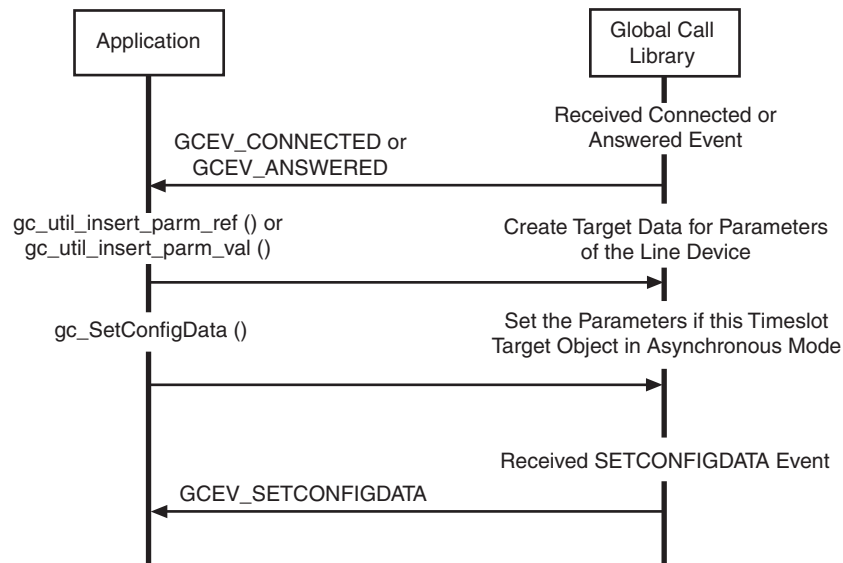 Application
Global Call
Library
Received Connected or
Answered Event
GCEV_CONNECTED or
GCEV_ANSWERED
gc_util_insert_parm_ref () or
gc_util_insert_parm_val ()
Create Target Data for Parameters
of the Line Device
gc_SetConfigData ()
Set the Parameters if this Timeslot
Target Object in Asynchronous Mode
Received SETCONFIGDATA Event
GCEV_SETCONFIGDATA